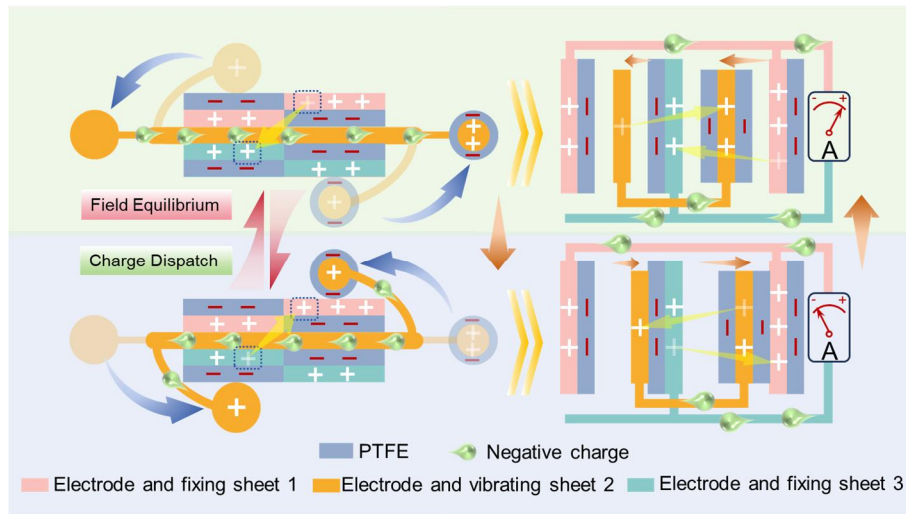 - +
A
Field Equilibrium
Charge Dispatch
- +
A
PTFE
Negative charge
Electrode and fixing sheet 1
Electrode and vibrating sheet 2
Electrode and fixing sheet 3